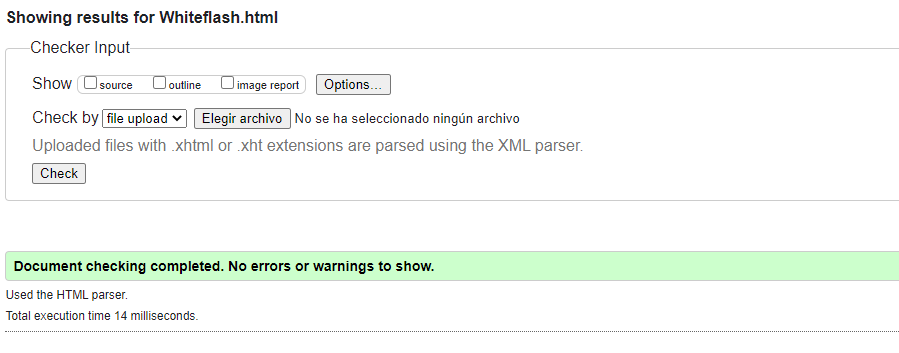 Showing results for Whiteflash.html
Checker Input
Show source outline image report Options...
Check by file upload Elegir archivo No se ha seleccionado ningún archivo
Uploaded files with .xhtml or .xht extensions are parsed using the XML parser.
Check
Document checking completed. No errors or warnings to show.
Used the HTML parser.
Total execution time 14 milliseconds.